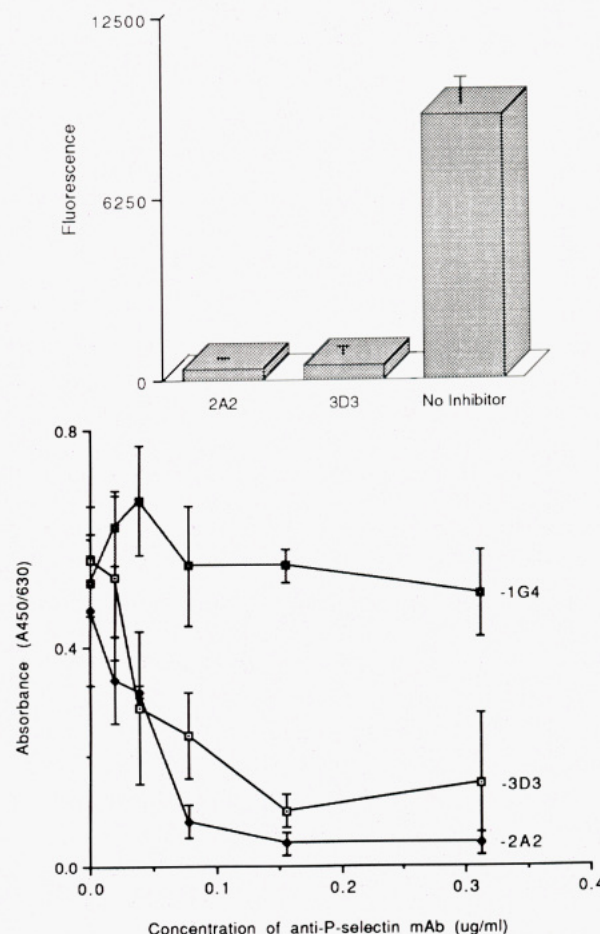 12500
Fluorescence
6250
0
2A2
3D3
No Inhibitor
0.8
Absorbance (A450/630)
-1G4
0.4
-3D3
-2A2
0.0
0.0
0.1
0.2
0.3
0.4
Concentration of anti-P-selectin mAb (ug/ml)